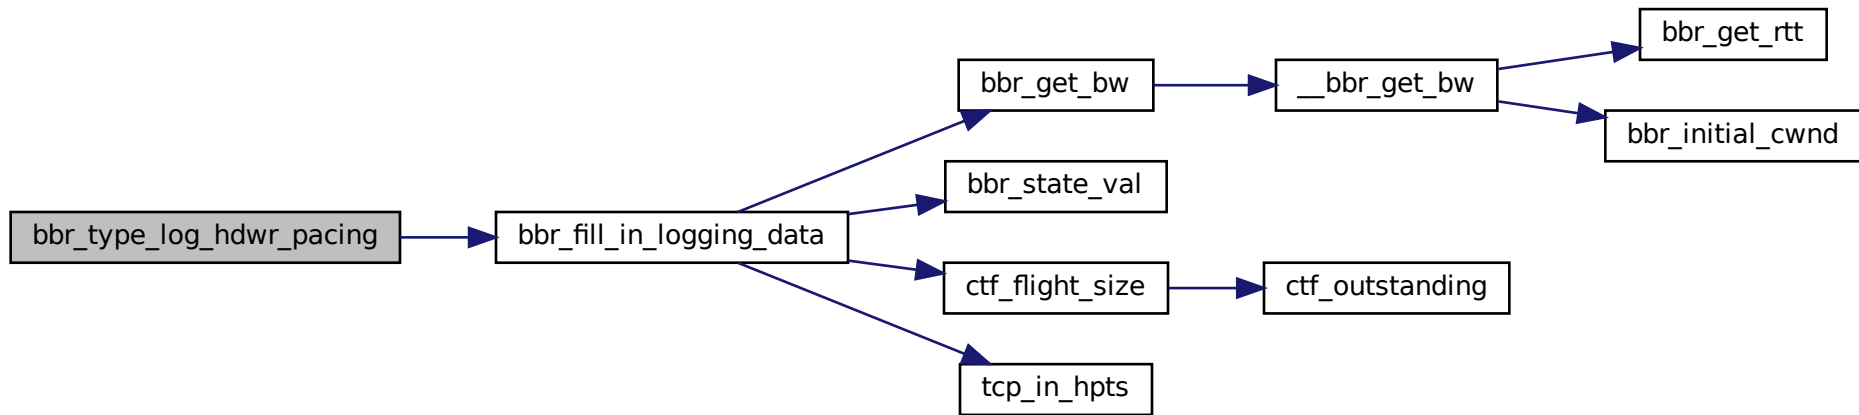 bbr_type_log_hdwr_pacing
bbr_fill_in_logging_data
bbr_get_bw
__bbr_get_bw
bbr_get_rtt
bbr_initial_cwnd
bbr_state_val
ctf_flight_size
ctf_outstanding
tcp_in_hpts